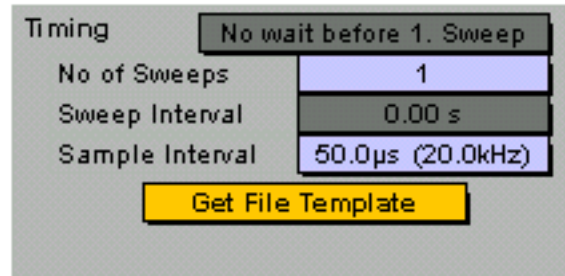 Timing No wait before 1. Sweep
No of Sweeps 1
Sweep Interval 0.00 s
Sample Interval 50.0µs (20.0kHz)
Get File Template